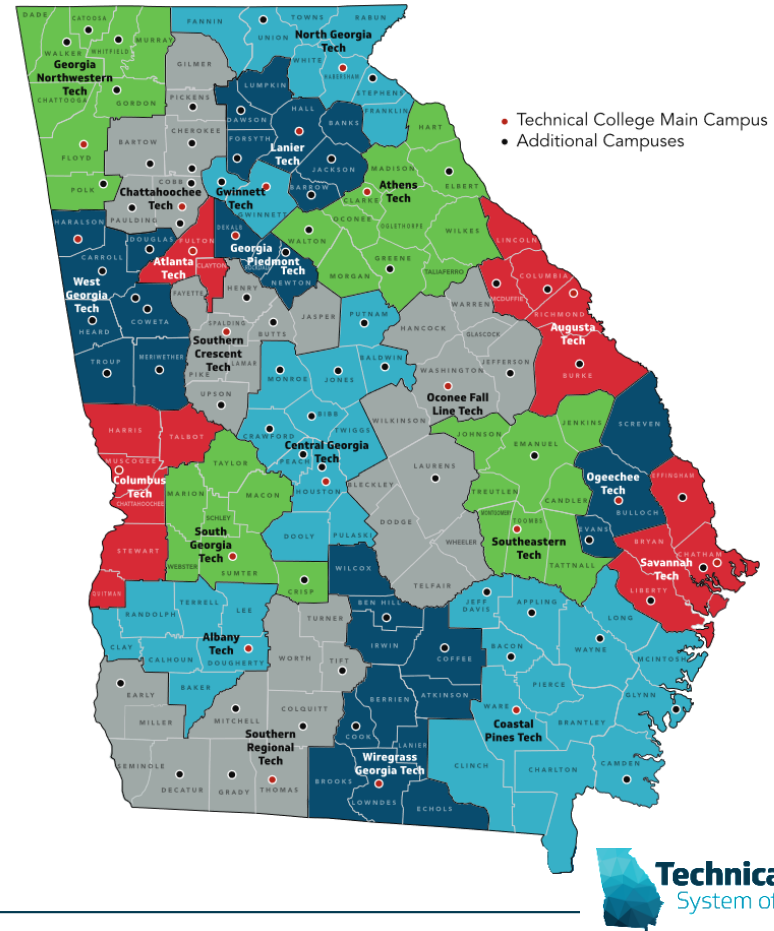 DADE
CATOOSA
FANNIN
TOWNS
RABUN
WALKER
WHITFIELD
MURRAY
UNION
North Georgia
Tech
Georgia
Northwestern
Tech
GILMER
WHITE
HABERSHAM
STEPHENS
CHATTOOGA
GORDON
PICKENS
LUMPKIN
FRANKLIN
DAWSON
HALL
BANKS
HART
• Technical College Main Campus
• Additional Campuses
BARTOW
CHEROKEE
FORSYTH
Lanier
Tech
JACKSON
MADISON
ELBERT
FLOYD
POLK
COBB
Chattahoochee
Tech
Gwinnett
Tech
GWINNETT
BARROW
CLARKE
Athens
Tech
PAULDING
OCONEE
OGLETHORPE
WILKES
LINCOLN
HARALSON
DOUGLAS
FULTON
DEKALB
WALTON
Georgia
Piedmont
Tech
CARROLL
Atlanta
Tech
CLAYTON
NEWTON
MORGAN
GREENE
TALIAFERRO
COLUMBIA
MCDUFFIE
West
Georgia
Tech
FAYETTE
HENRY
WARREN
RICHMOND
HEARD
COWETA
SPALDING
BUTTS
JASPER
PUTNAM
HANCOCK
GLASCOCK
Augusta
Tech
Southern
Crescent
Tech
TROUP
MERIWETHER
PIKE
LAMAR
MONROE
JONES
BALDWIN
WASHINGTON
JEFFERSON
BURKE
UPSON
Oconee Fall
Line Tech
HARRIS
TALBOT
CRAWFORD
BIBB
TWIGGS
WILKINSON
JOHNSON
EMANUEL
JENKINS
SCREVEN
Central Georgia
Tech
MUSCOGEE
Columbus
Tech
CHATTAHOOCHEE
TAYLOR
PEACH
HOUSTON
BLECKLEY
LAURENS
TREUTLEN
CANDLER
Ogeechee
Tech
BULLOCH
EFFINGHAM
MARION
MACON
SCHLEY
MONTGOMERY
TOOMBS
EVANS
South
Georgia
Tech
STEWART
WEBSTER
SUMTER
DOOLY
PULASKI
DODGE
WHEELER
Southeastern
Tech
TATTNALL
BRYAN
CHATHAM
Savannah
Tech
LIBERTY
QUITMAN
CRISP
WILCOX
TELFAIR
RANDOLPH
TERRELL
LEE
BEN HILL
JEFF
DAVIS
APPLING
LONG
TURNER
CLAY
CALHOUN
Albany
Tech
DOUGHERTY
WORTH
TIFT
IRWIN
COFFEE
BACON
WAYNE
MCINTOSH
EARLY
BAKER
PIERCE
GLYNN
MILLER
MITCHELL
COLQUITT
BERRIEN
ATKINSON
WARE
Coastal
Pines Tech
BRANTLEY
Southern
Regional
Tech
COOK
LANIER
SEMINOLE
DECATUR
GRADY
THOMAS
BROOKS
Wiregrass
Georgia Tech
LOWNDES
ECHOLS
CLINCH
CHARLTON
CAMDEN
Technica
System of